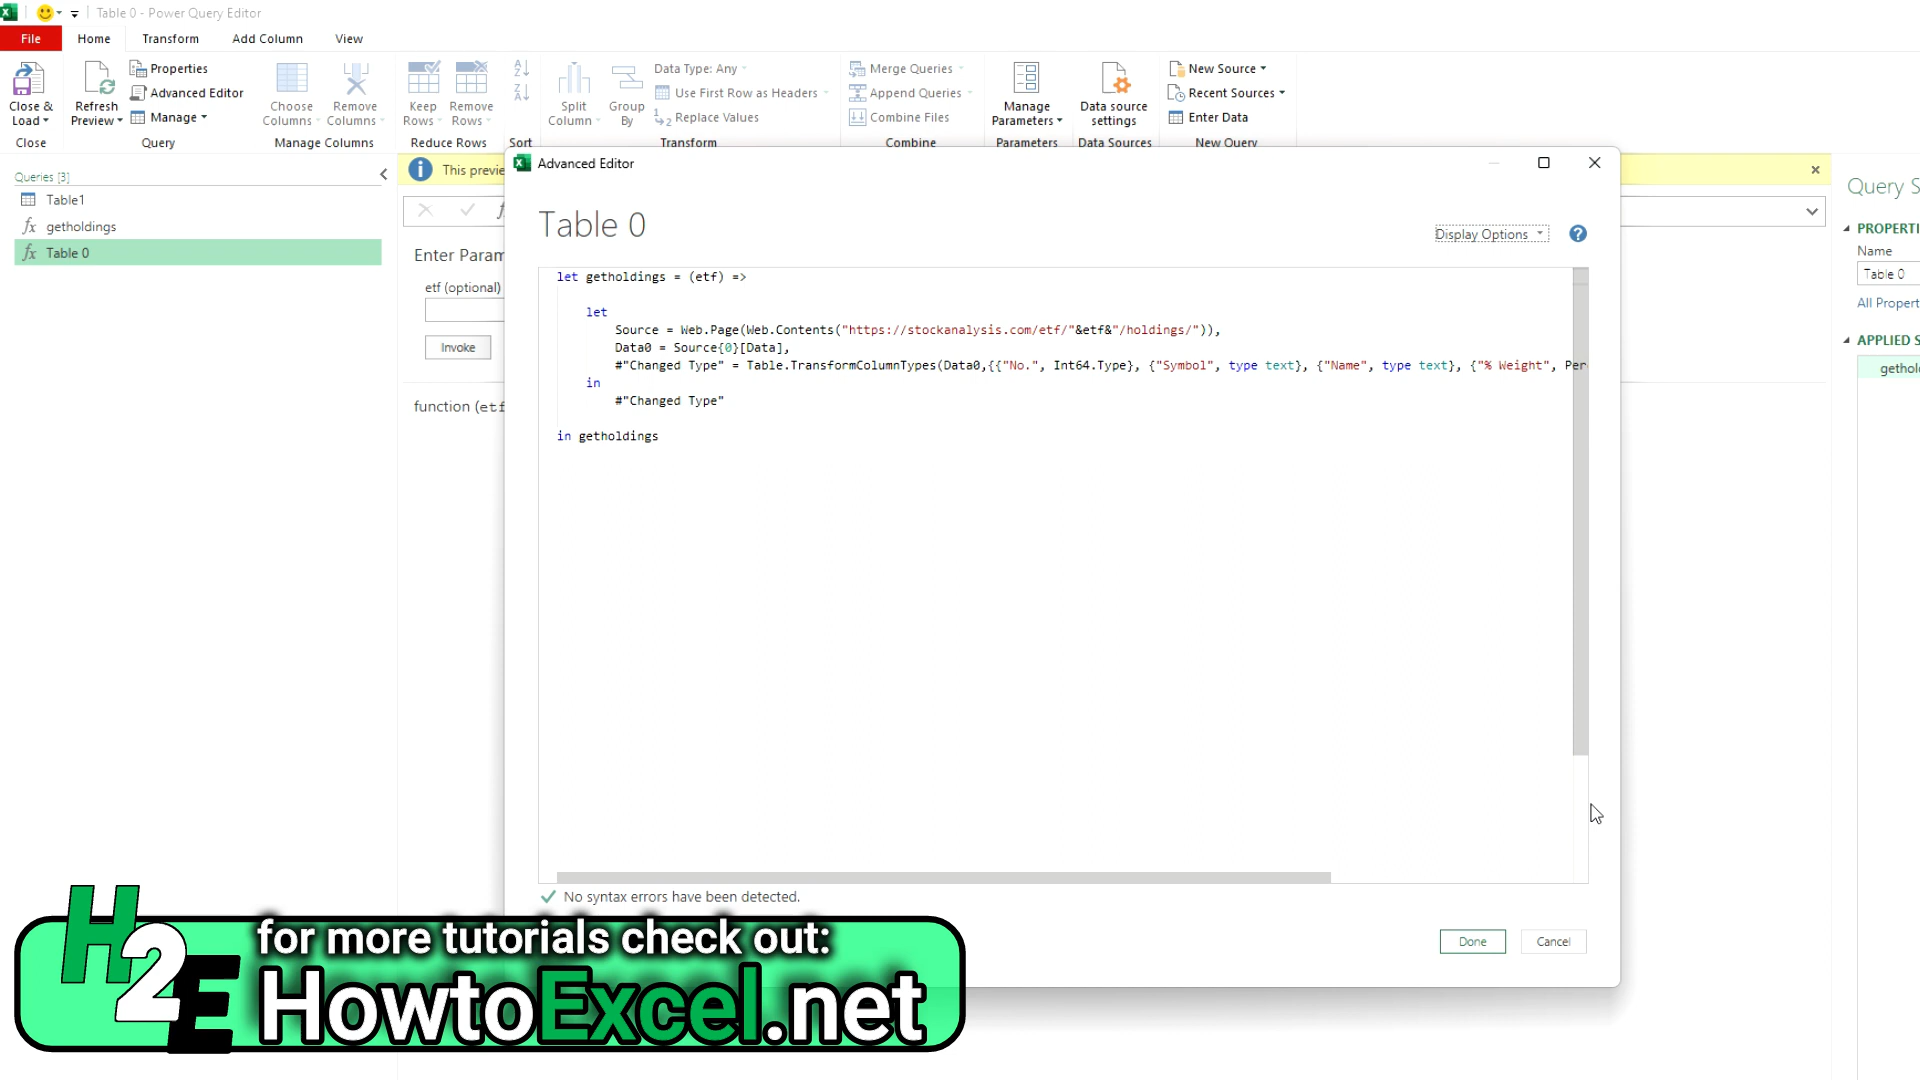 Table 0 - Power Query Editor
File Home Transform Add Column View
Close & Load
Refresh Preview
Properties
Advanced Editor
Manage
Choose Columns
Remove Columns
Keep Rows
Remove Rows
Split Column
Group By
Data Type: Any
Use First Row as Headers
Replace Values
Merge Queries
Append Queries
Combine Files
Manage Parameters
Data source settings
New Source
Recent Sources
Enter Data
Close Query Manage Columns Reduce Rows Sort Transform Combine Parameters Data Sources New Query
Queries [3]
Table1
getholdings
Table 0
This previe
Enter Param
etf (optional)
Invoke
function (etf
Advanced Editor
Table 0
Display Options
?
let getholdings = (etf) =>
let
Source = Web.Page(Web.Contents("https://stockanalysis.com/etf/"&etf&"/holdings/")),
Data0 = Source{0}[Data],
#"Changed Type" = Table.TransformColumnTypes(Data0,{{"No.", Int64.Type}, {"Symbol", type text}, {"Name", type text}, {"% Weight", Per
in
#"Changed Type"
in getholdings
No syntax errors have been detected.
Done Cancel
Query S
PROPERTI
Name
Table 0
All Propert
APPLIED S
gethol
H2E
for more tutorials check out:
HowtoExcel.net